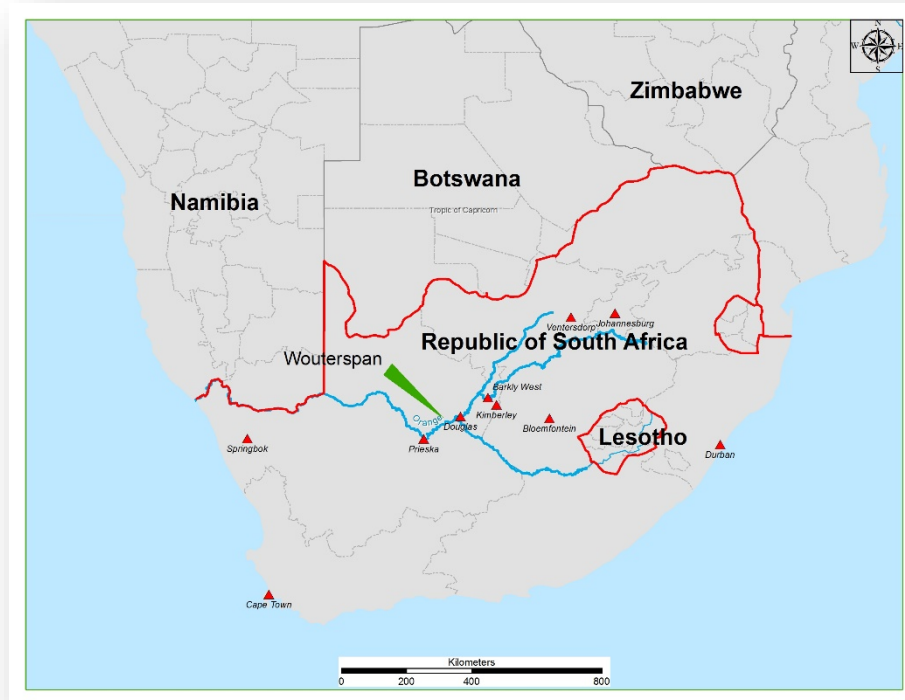 N
W E
S
Zimbabwe
Botswana
Namibia
Tropic of Capricorn
Ventersdorp
Johannesburg
Republic of South Africa
Wouterspan
Barkly West
Kimberley
Orange
Douglas
Bloemfontein
Lesotho
Springbok
Prieska
Durban
Cape Town
Kilometers
0 200 400 800